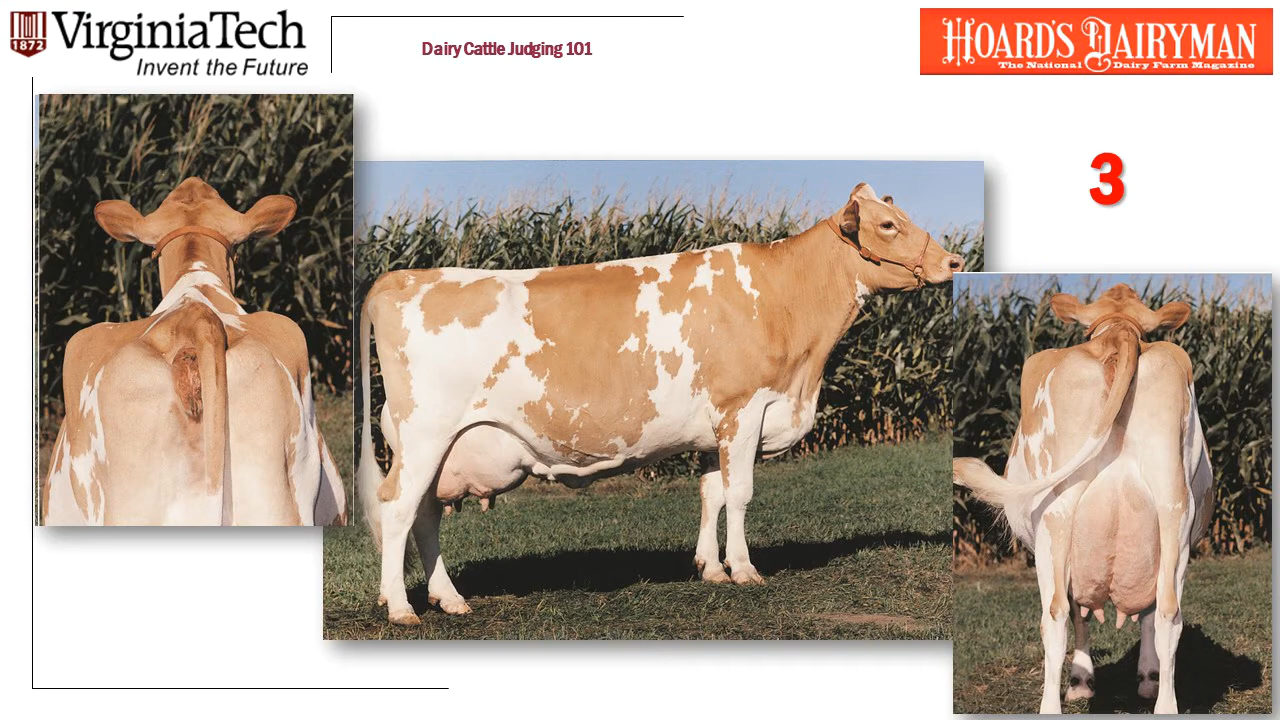 1872
VirginiaTech
Invent the Future
Dairy Cattle Judging 101
HOARD'S DAIRYMAN
The National Dairy Farm Magazine
3